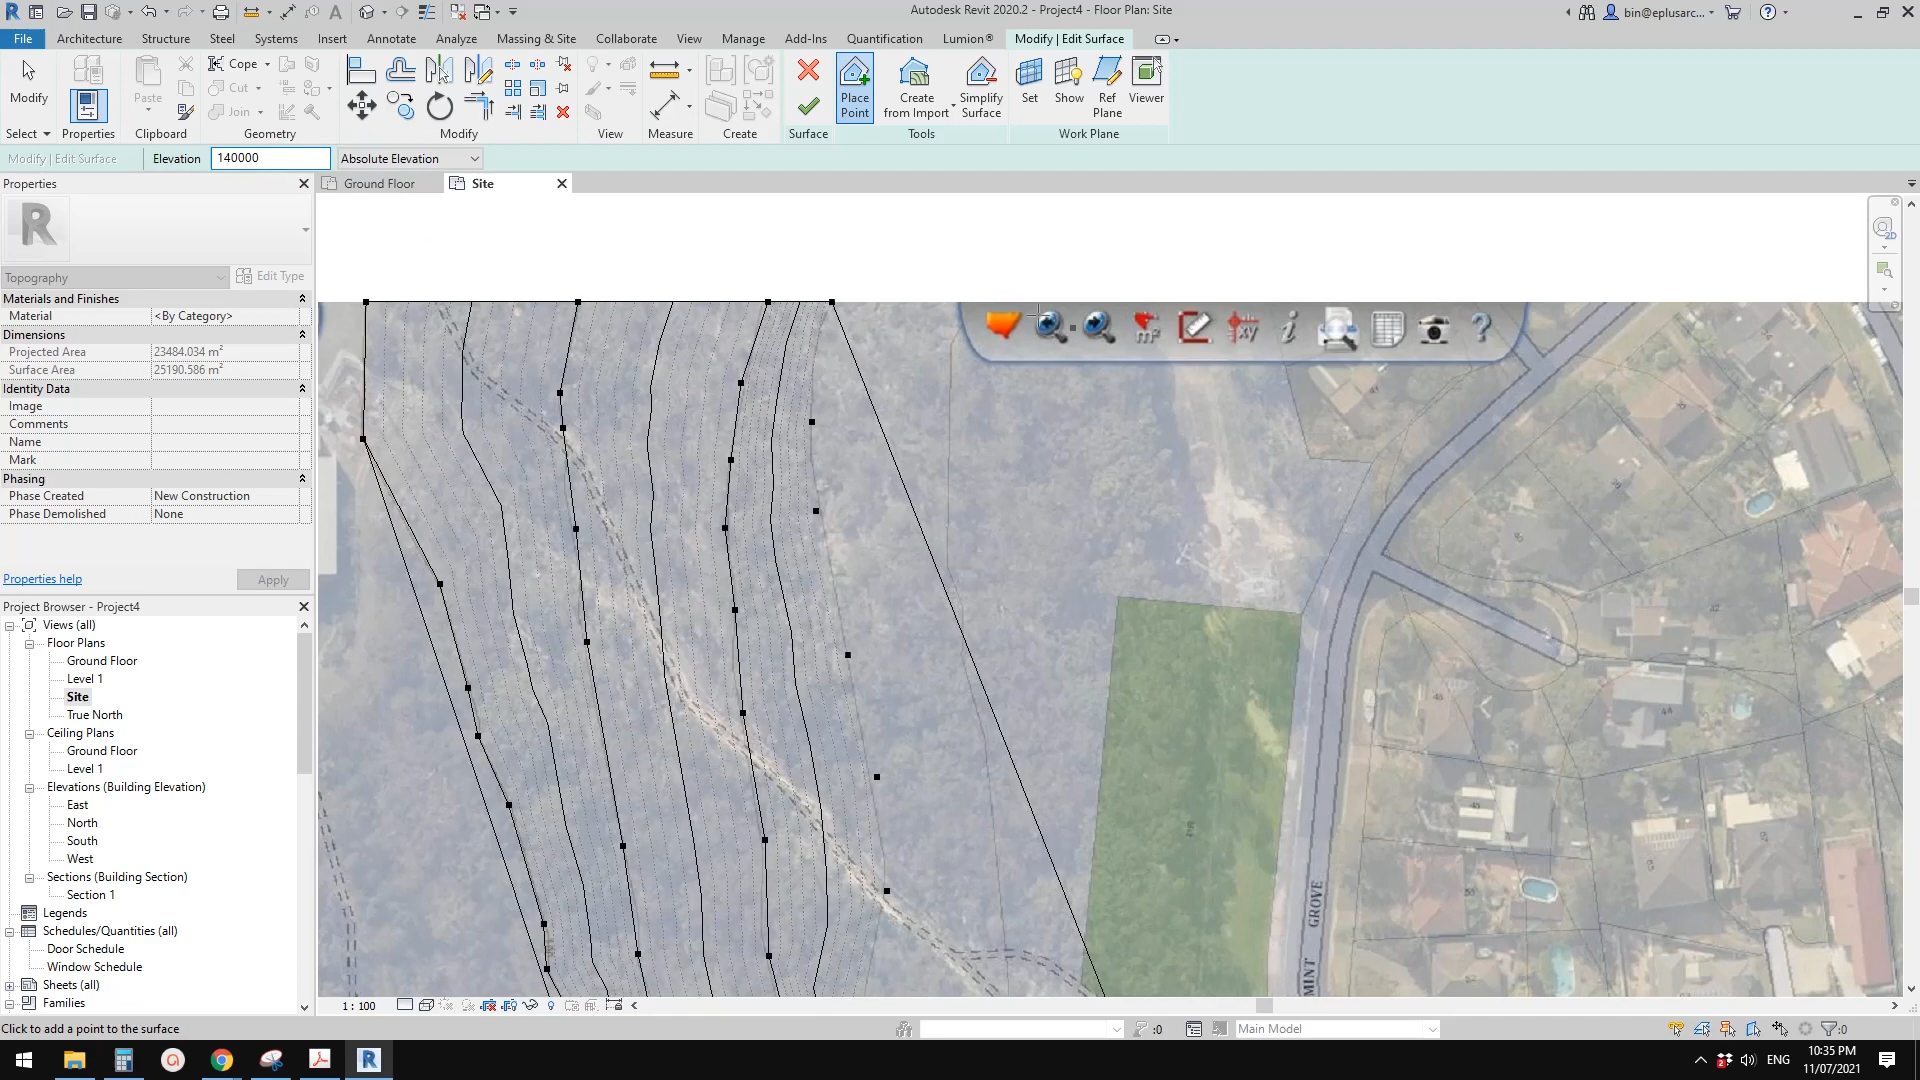 Autodesk Revit 2020.2 - Project4 - Floor Plan: Site
bin@eplusarc...
File Architecture Structure Steel Systems Insert Annotate Analyze Massing & Site Collaborate View Manage Add-Ins Quantification Lumion® Modify | Edit Surface
Modify Paste Cope Cut Join
Place Point Create from Import Simplify Surface Set Show Ref Plane Viewer
Select Properties Clipboard Geometry Modify View Measure Create Surface Tools Work Plane
Modify | Edit Surface Elevation 140000 Absolute Elevation
Properties Ground Floor Site
Topography Edit Type
Materials and Finishes
Material <By Category>
Dimensions
Projected Area 23484.034 m²
Surface Area 25190.586 m²
Identity Data
Image
Comments
Name
Mark
Phasing
Phase Created New Construction
Phase Demolished None
Properties help Apply
Project Browser - Project4
Views (all)
Floor Plans
Ground Floor
Level 1
Site
True North
Ceiling Plans
Ground Floor
Level 1
Elevations (Building Elevation)
East
North
South
West
Sections (Building Section)
Section 1
Legends
Schedules/Quantities (all)
Door Schedule
Window Schedule
Sheets (all)
Families
m²
xy
MINT GROVE
1 : 100
Click to add a point to the surface
:0 Main Model :0
ENG
10:35 PM
11/07/2021